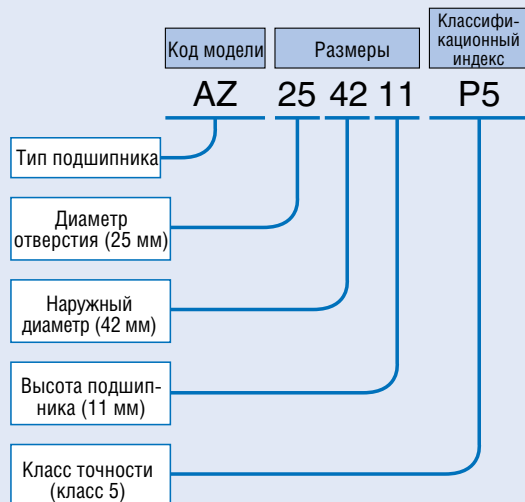 Код модели
Размеры
Классифи-
кационный
индекс
AZ 25 42 11 P5
Тип подшипника
Диаметр
отверстия (25 мм)
Наружный
диаметр (42 мм)
Высота подшип-
ника (11 мм)
Класс точности
(класс 5)